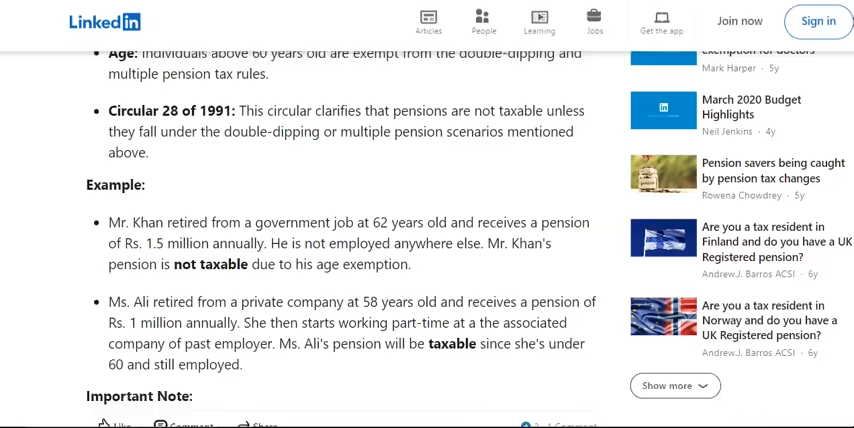 LinkedIn
Articles
People
Learning
Jobs
Get the app
Join now
Sign in
• Age: Individuals above 60 years old are exempt from the double-dipping and
multiple pension tax rules.
• Circular 28 of 1991: This circular clarifies that pensions are not taxable unless
they fall under the double-dipping or multiple pension scenarios mentioned
above.
Example:
• Mr. Khan retired from a government job at 62 years old and receives a pension
of Rs. 1.5 million annually. He is not employed anywhere else. Mr. Khan's
pension is not taxable due to his age exemption.
• Ms. Ali retired from a private company at 58 years old and receives a pension of
Rs. 1 million annually. She then starts working part-time at a the associated
company of past employer. Ms. Ali's pension will be taxable since she's under
60 and still employed.
Important Note:
Like
Comment
Share
2 · 1 Comment
exemption for doctors
Mark Harper · 5y
March 2020 Budget
Highlights
Neil Jenkins · 4y
Pension savers being caught
by pension tax changes
Rowena Chowdrey · 5y
Are you a tax resident in
Finland and do you have a UK
Registered pension?
Andrew.J. Barros ACSI · 6y
Are you a tax resident in
Norway and do you have a
UK Registered pension?
Andrew.J. Barros ACSI · 6y
Show more